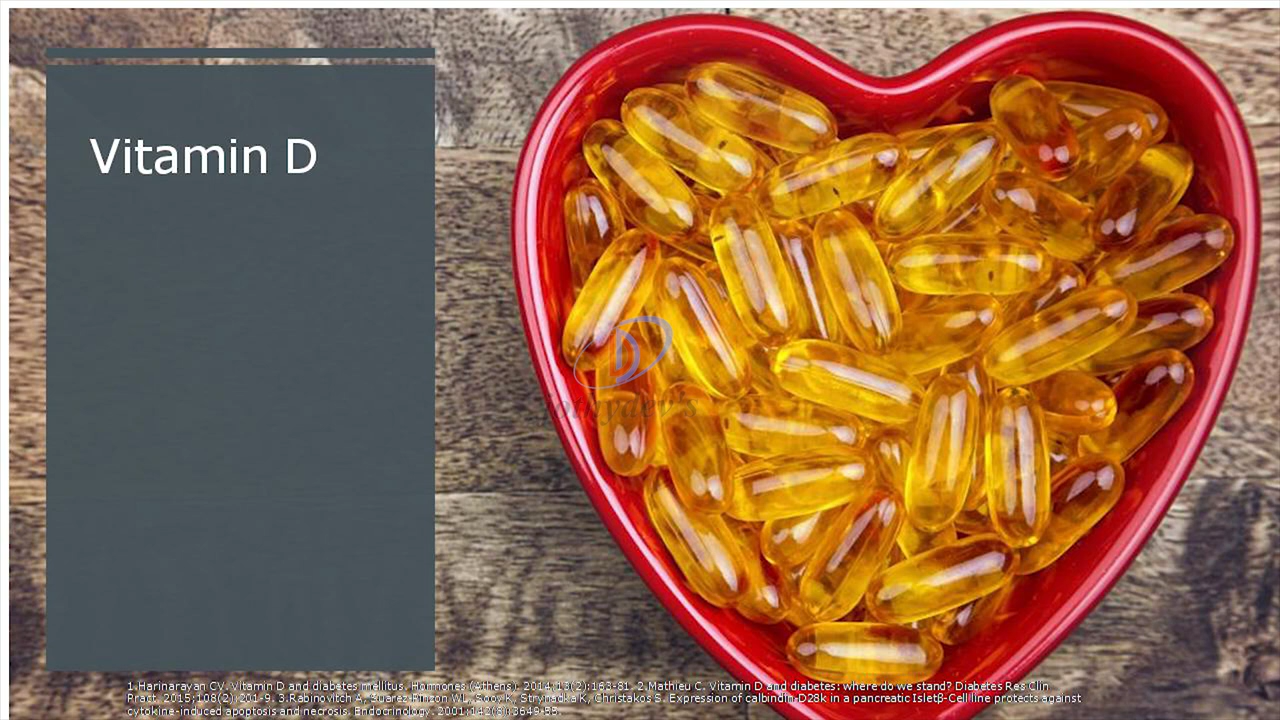 Vitamin D
1.Harinarayan CV. Vitamin D and diabetes mellitus. Hormones (Athens). 2014;13(2):163-81. 2.Mathieu C. Vitamin D and diabetes: where do we stand? Diabetes Res Clin
Pract. 2015;108(2):201-9. 3.Rabinovitch A, Suarez-Pinzon WL, Sooy K, Strynadka K, Christakos S. Expression of calbindin-D28k in a pancreatic Isletβ-Cell line protects against
cytokine-induced apoptosis and necrosis. Endocrinology. 2001;142(8):3649-55.